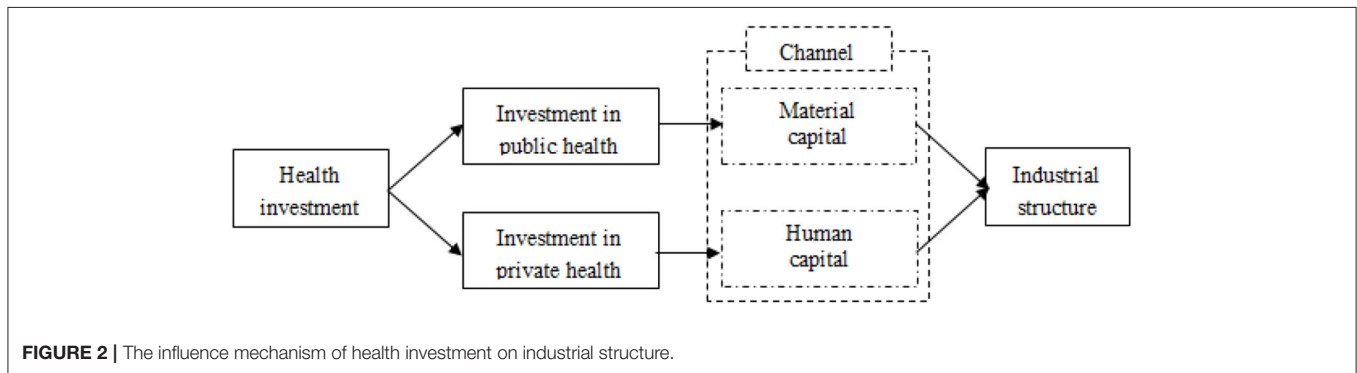 Channel
Investment in
public health
Material
capital
Health
investment
Industrial
structure
Investment in
private health
Human
capital
FIGURE 2 | The influence mechanism of health investment on industrial structure.